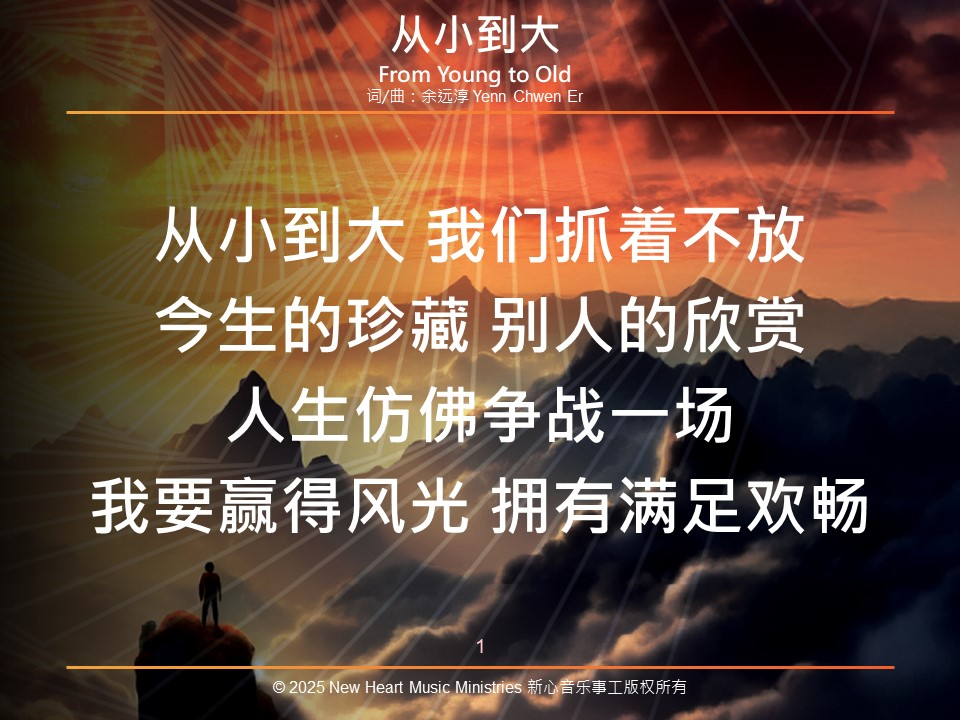 从小到大
From Young to Old
词/曲：余远淳 Yenn Chwen Er
从小到大 我们抓着不放
今生的珍藏 别人的欣赏
人生仿佛争战一场
我要赢得风光 拥有满足欢畅
1
© 2025 New Heart Music Ministries 新心音乐事工版权所有